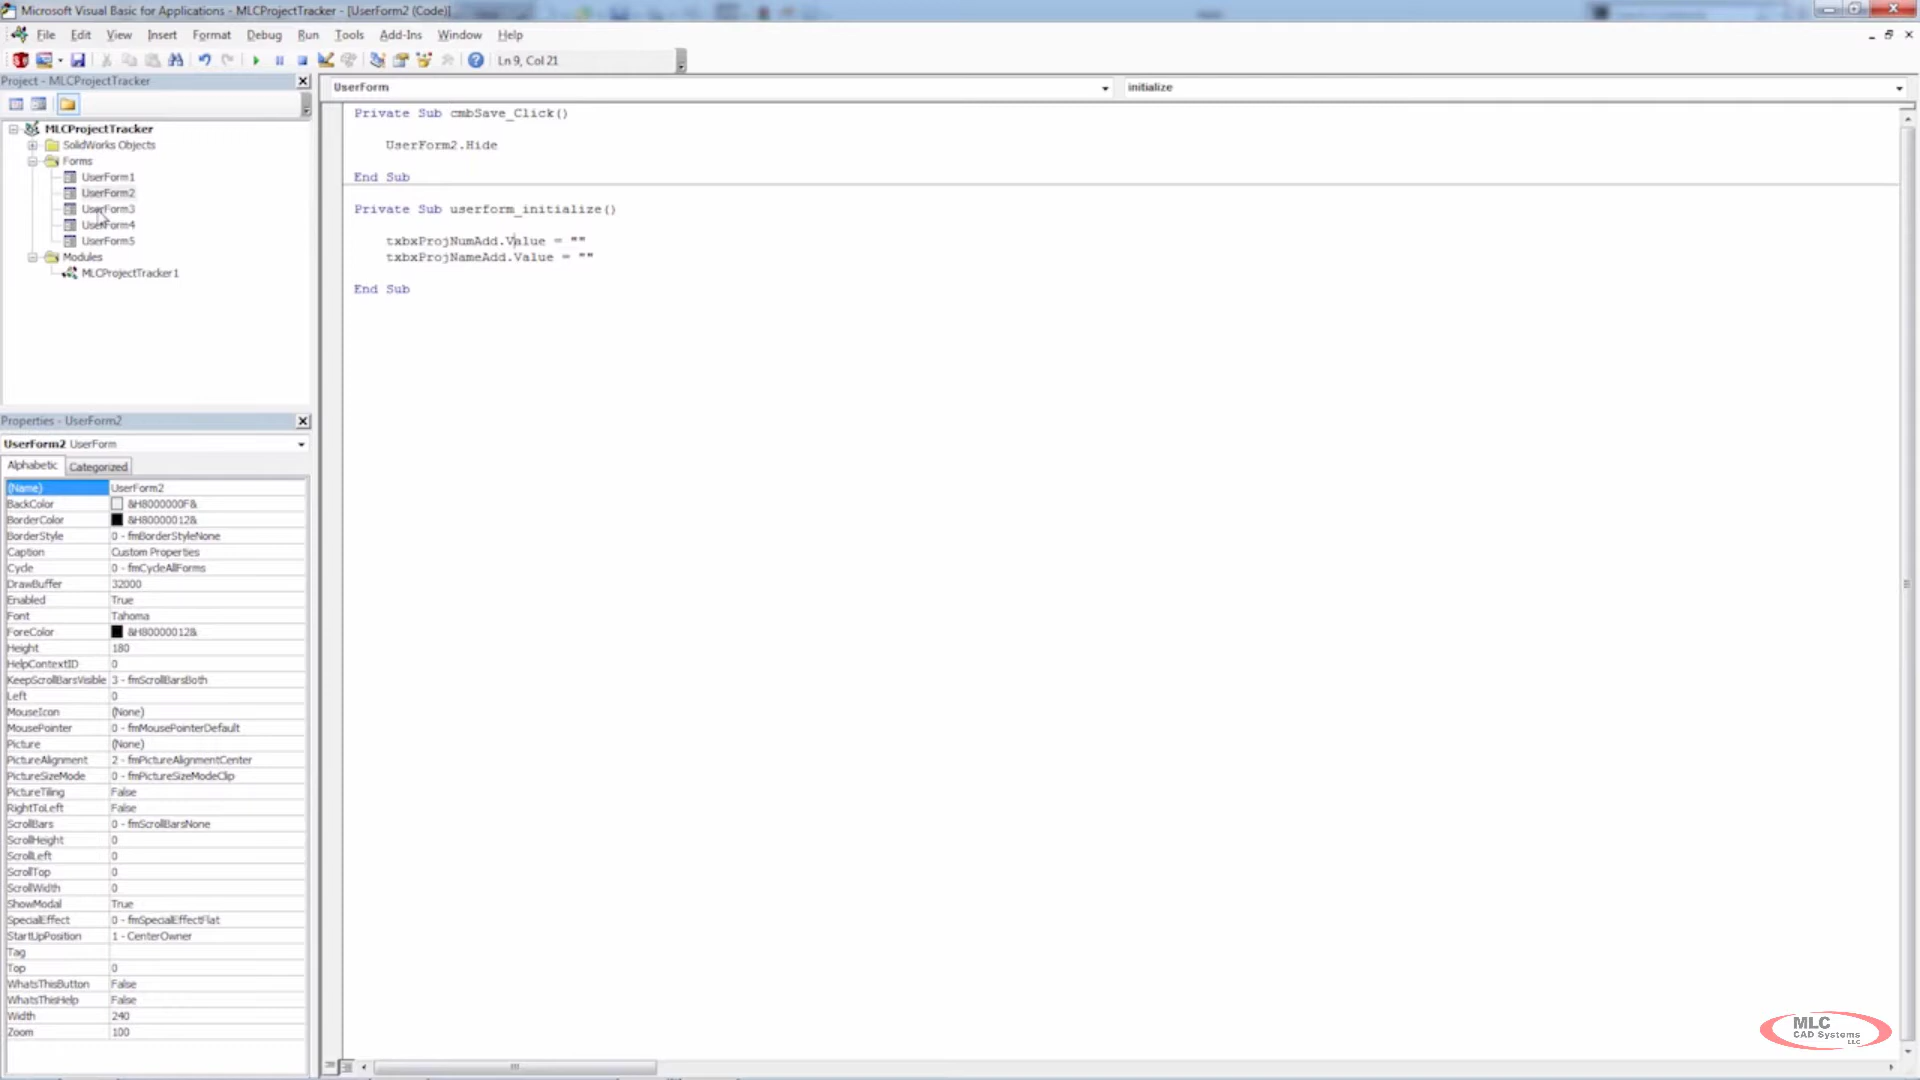 Microsoft Visual Basic for Applications - MLCProjectTracker - [UserForm2 (Code)]
File Edit View Insert Format Debug Run Tools Add-Ins Window Help
Ln 9, Col 21
Project - MLCProjectTracker
UserForm
initialize
MLCProjectTracker
SolidWorks Objects
Forms
UserForm1
UserForm2
UserForm3
UserForm4
UserForm5
Modules
MLCProjectTracker1
Private Sub cmbSave_Click()
UserForm2.Hide
End Sub
Private Sub userform_initialize()
txbxProjNumAdd.Value = ""
txbxProjNameAdd.Value = ""
End Sub
Properties - UserForm2
UserForm2 UserForm
Alphabetic Categorized
(Name) UserForm2
BackColor &H8000000F&
BorderColor &H80000012&
BorderStyle 0 - fmBorderStyleNone
Caption Custom Properties
Cycle 0 - fmCycleAllForms
DrawBuffer 32000
Enabled True
Font Tahoma
ForeColor &H80000012&
Height 180
HelpContextID 0
KeepScrollBarsVisible 3 - fmScrollBarsBoth
Left 0
MouseIcon (None)
MousePointer 0 - fmMousePointerDefault
Picture (None)
PictureAlignment 2 - fmPictureAlignmentCenter
PictureSizeMode 0 - fmPictureSizeModeClip
PictureTiling False
RightToLeft False
ScrollBars 0 - fmScrollBarsNone
ScrollHeight 0
ScrollLeft 0
ScrollTop 0
ScrollWidth 0
ShowModal True
SpecialEffect 0 - fmSpecialEffectFlat
StartUpPosition 1 - CenterOwner
Tag
Top 0
WhatsThisButton False
WhatsThisHelp False
Width 240
Zoom 100
MLC
CAD Systems
LLC